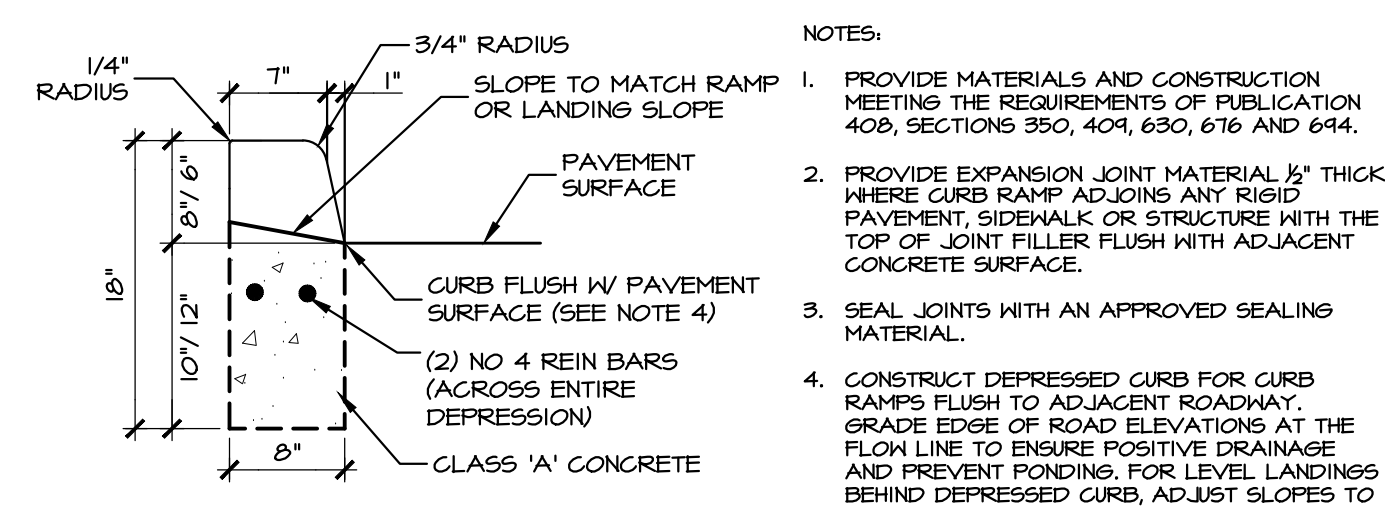 1/4"
RADIUS
7"
3/4" RADIUS
1"
SLOPE TO MATCH RAMP
OR LANDING SLOPE
PAVEMENT
SURFACE
8"/ 6"
18"
10"/ 12"
CURB FLUSH W/ PAVEMENT
SURFACE (SEE NOTE 4)
(2) NO 4 REIN BARS
(ACROSS ENTIRE
DEPRESSION)
8"
CLASS 'A' CONCRETE
NOTES:
1. PROVIDE MATERIALS AND CONSTRUCTION
MEETING THE REQUIREMENTS OF PUBLICATION
408, SECTIONS 350, 409, 630, 676 AND 694.
2. PROVIDE EXPANSION JOINT MATERIAL ½" THICK
WHERE CURB RAMP ADJOINS ANY RIGID
PAVEMENT, SIDEWALK OR STRUCTURE WITH THE
TOP OF JOINT FILLER FLUSH WITH ADJACENT
CONCRETE SURFACE.
3. SEAL JOINTS WITH AN APPROVED SEALING
MATERIAL.
4. CONSTRUCT DEPRESSED CURB FOR CURB
RAMPS FLUSH TO ADJACENT ROADWAY.
GRADE EDGE OF ROAD ELEVATIONS AT THE
FLOW LINE TO ENSURE POSITIVE DRAINAGE
AND PREVENT PONDING. FOR LEVEL LANDINGS
BEHIND DEPRESSED CURB, ADJUST SLOPES TO